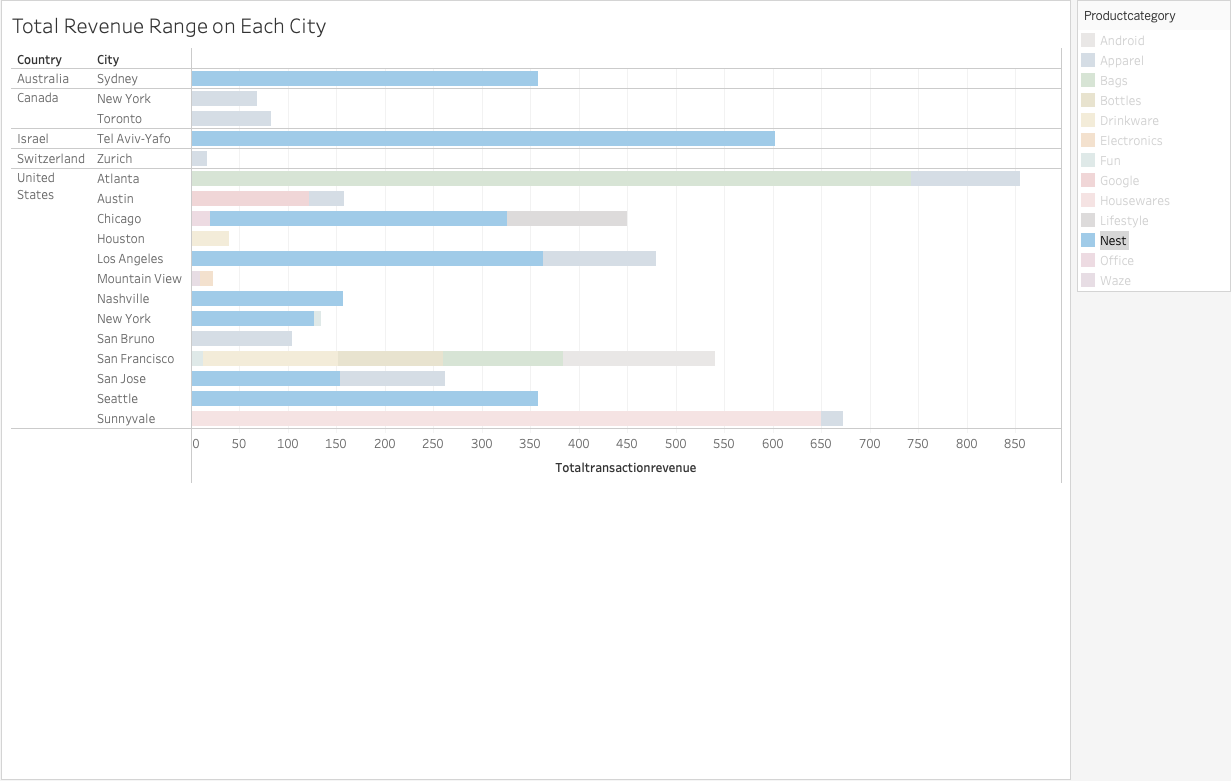 Total Revenue Range on Each City
Country City
Australia Sydney
Canada New York
Toronto
Israel Tel Aviv-Yafo
Switzerland Zurich
United States Atlanta
Austin
Chicago
Houston
Los Angeles
Mountain View
Nashville
New York
San Bruno
San Francisco
San Jose
Seattle
Sunnyvale
0 50 100 150 200 250 300 350 400 450 500 550 600 650 700 750 800 850
Totaltransactionrevenue
Productcategory
Android
Apparel
Bags
Bottles
Drinkware
Electronics
Fun
Google
Housewares
Lifestyle
Nest
Office
Waze